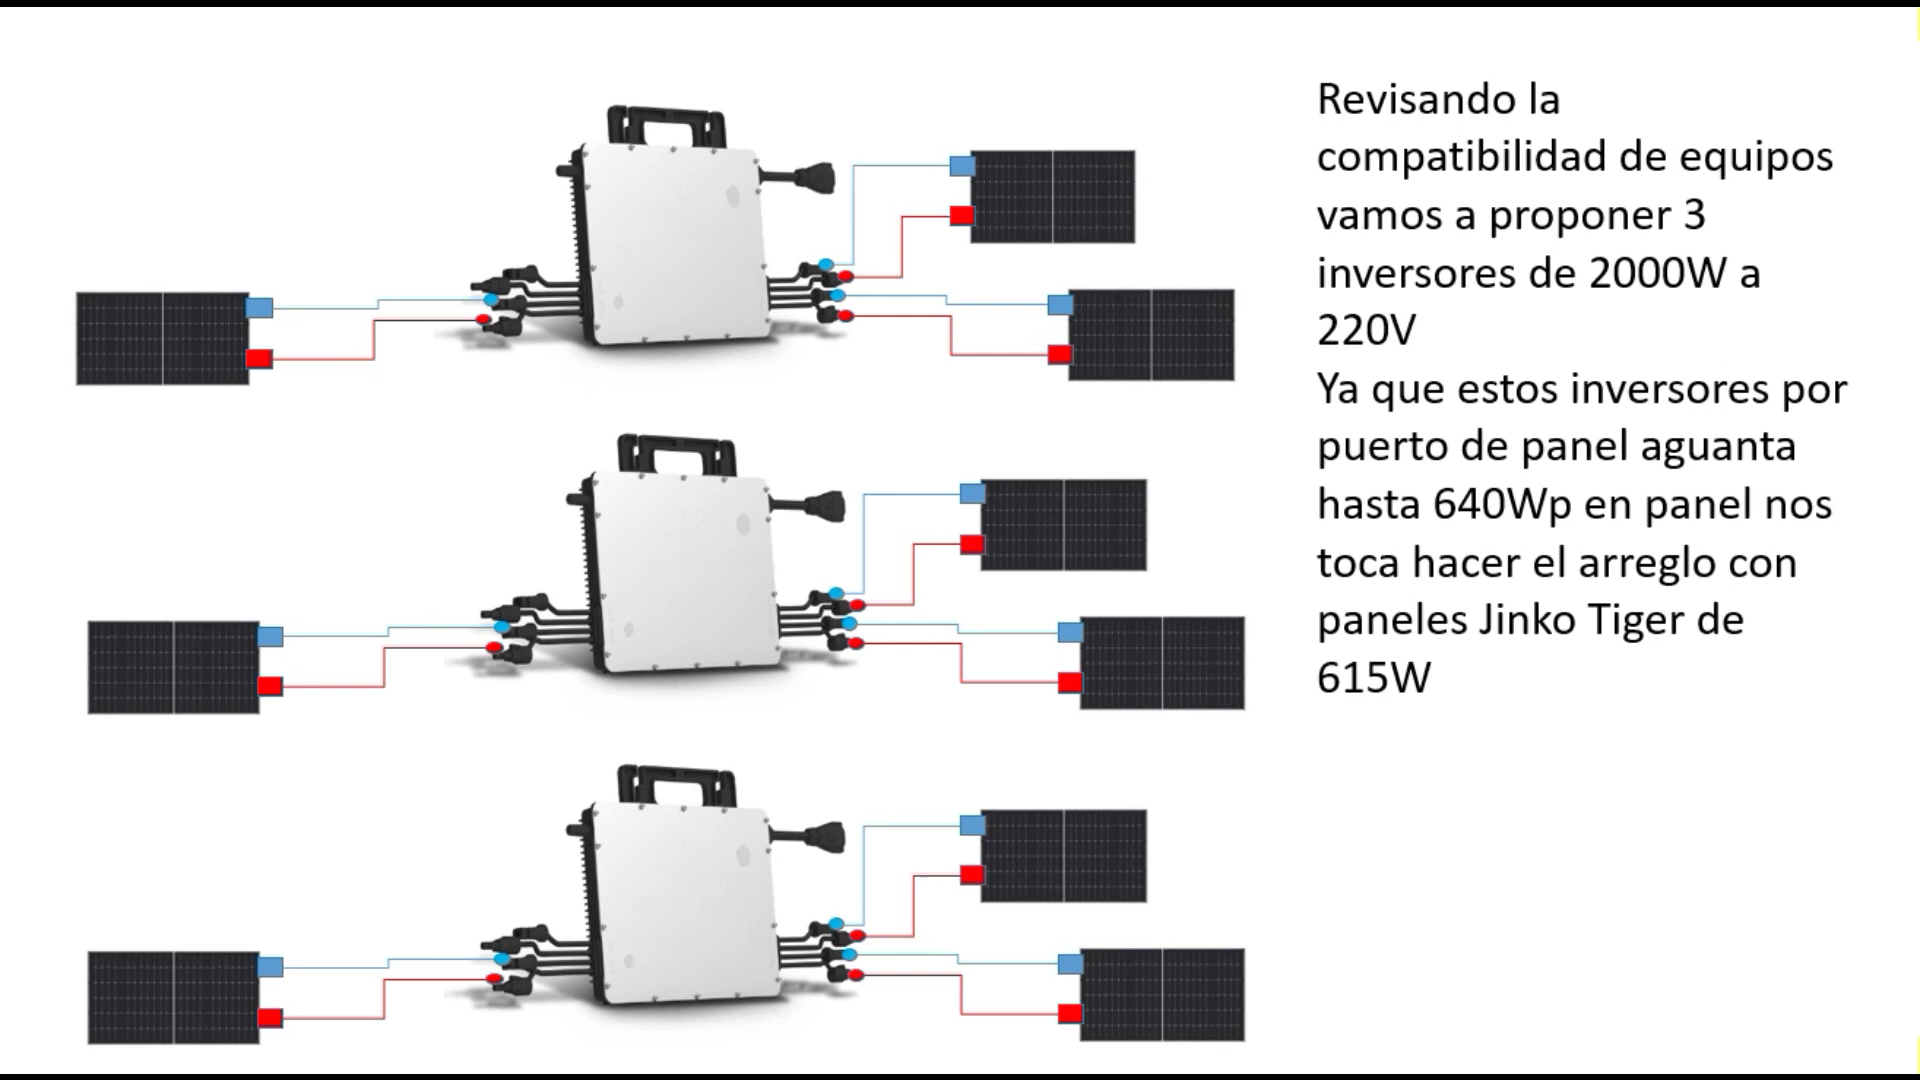 Revisando la
compatibilidad de equipos
vamos a proponer 3
inversores de 2000W a
220V
Ya que estos inversores por
puerto de panel aguanta
hasta 640Wp en panel nos
toca hacer el arreglo con
paneles Jinko Tiger de
615W